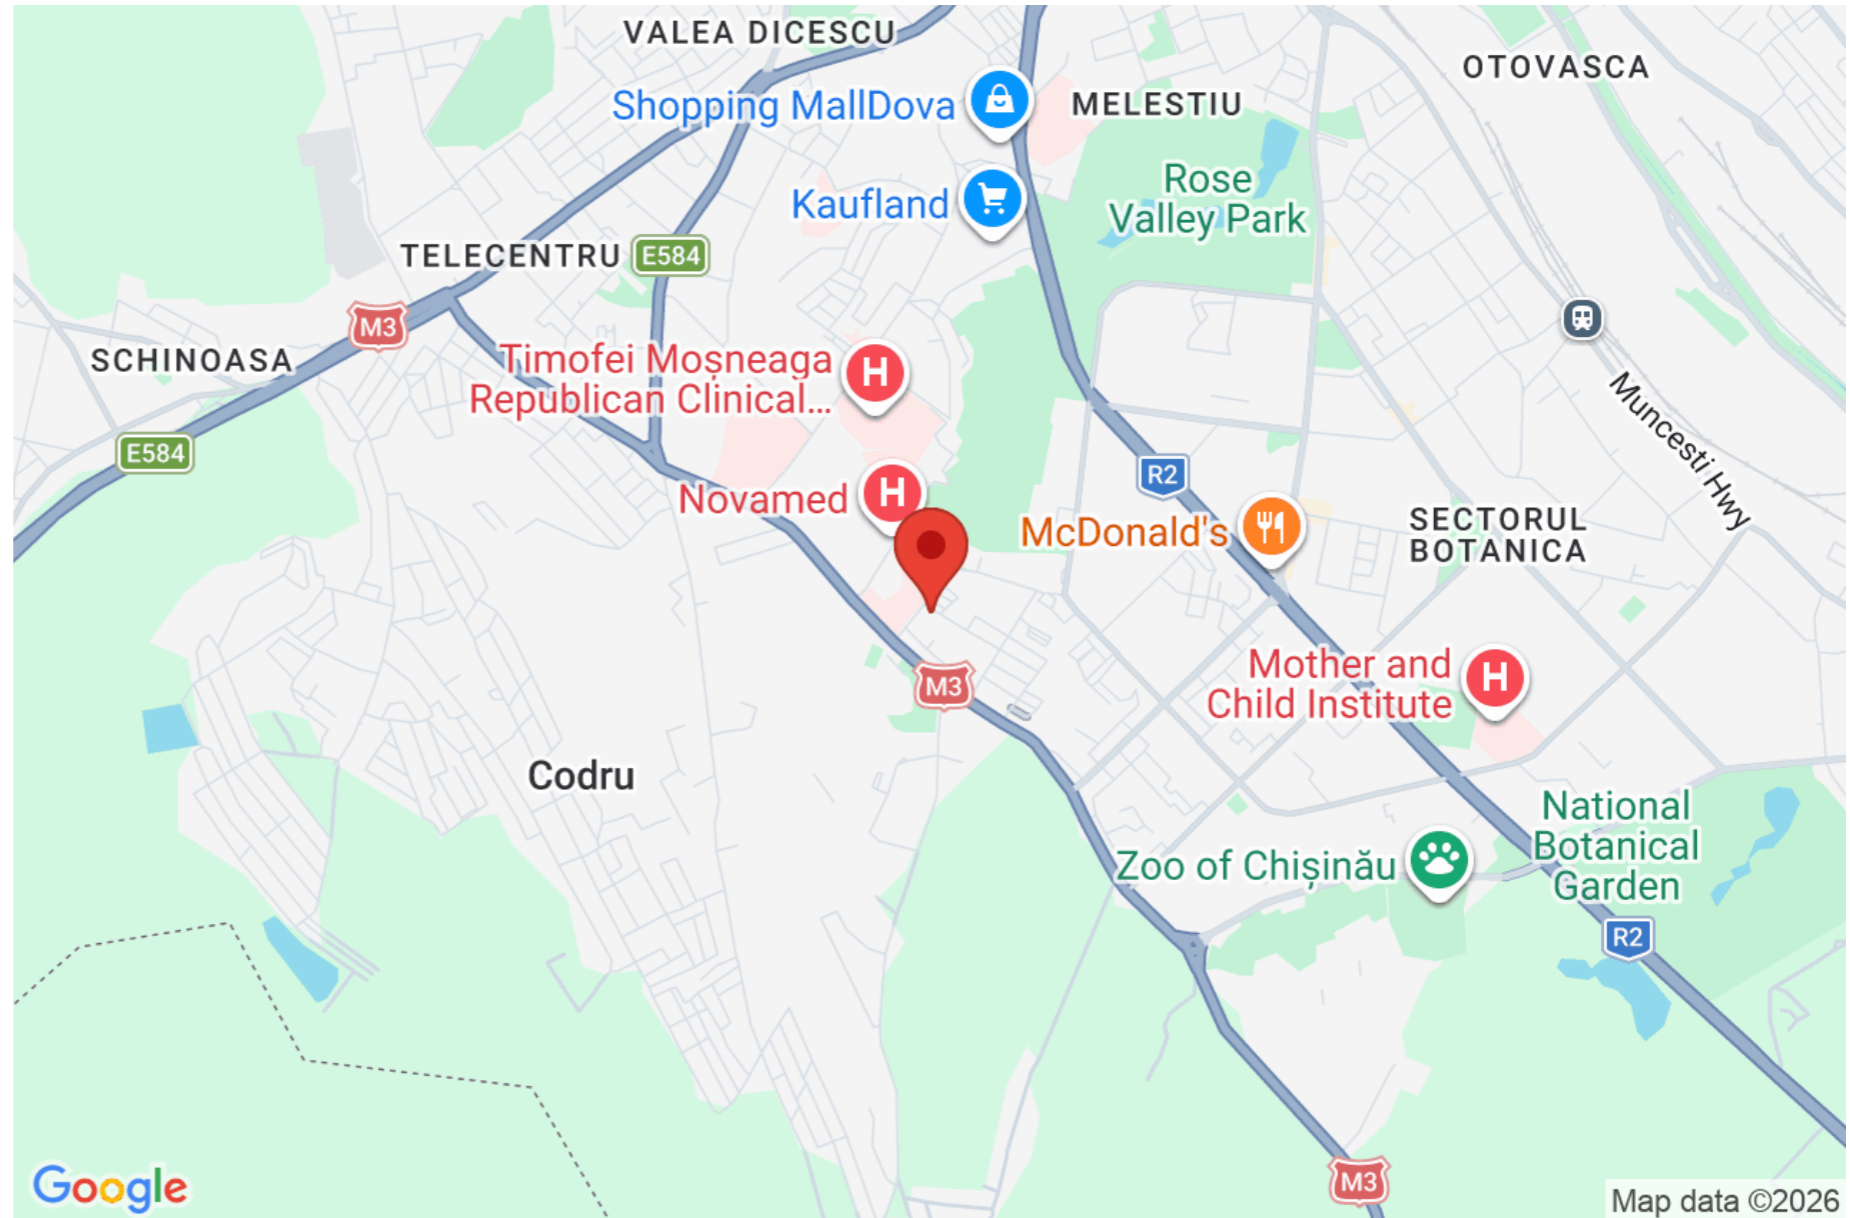 VALEA DICESCU
OTOVASCA
Shopping MallDova
MELESTIU
Rose
Valley Park
Kaufland
TELECENTRU
E584
M3
SCHINOASA
Timofei Moșneaga
Republican Clinical...
Muncesti Hwy
E584
R2
Novamed
McDonald's
SECTORUL
BOTANICA
Mother and
Child Institute
M3
Codru
National
Botanical
Garden
Zoo of Chișinău
R2
M3
Google
Map data ©2026